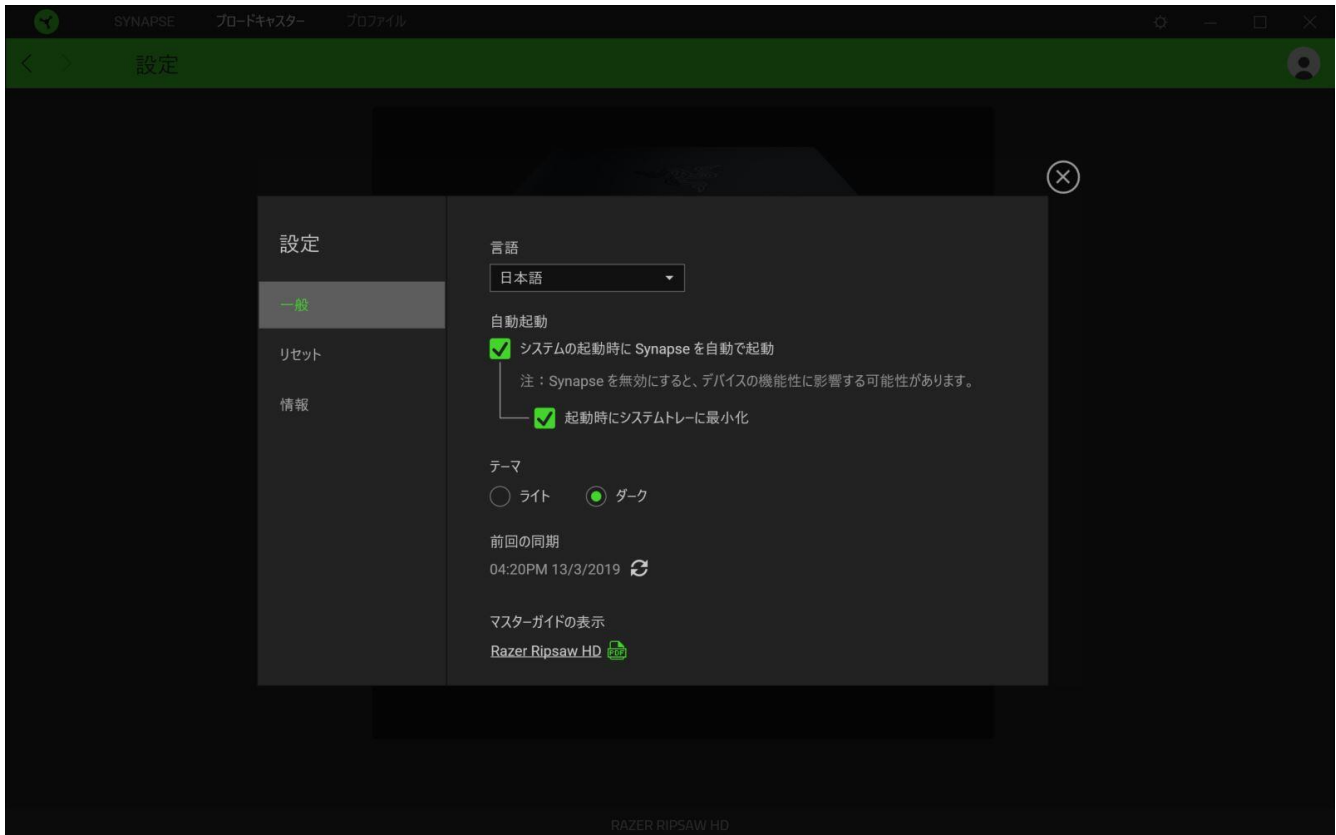 SYNAPSE ブロードキャスター プロファイル
設定
設定
一般
リセット
情報
言語
日本語
自動起動
システムの起動時に Synapse を自動で起動
注：Synapse を無効にすると、デバイスの機能性に影響する可能性があります。
起動時にシステムトレーに最小化
テーマ
ライト ダーク
前回の同期
04:20PM 13/3/2019
マスターガイドの表示
Razer Ripsaw HD PDF
RAZER RIPSAW HD